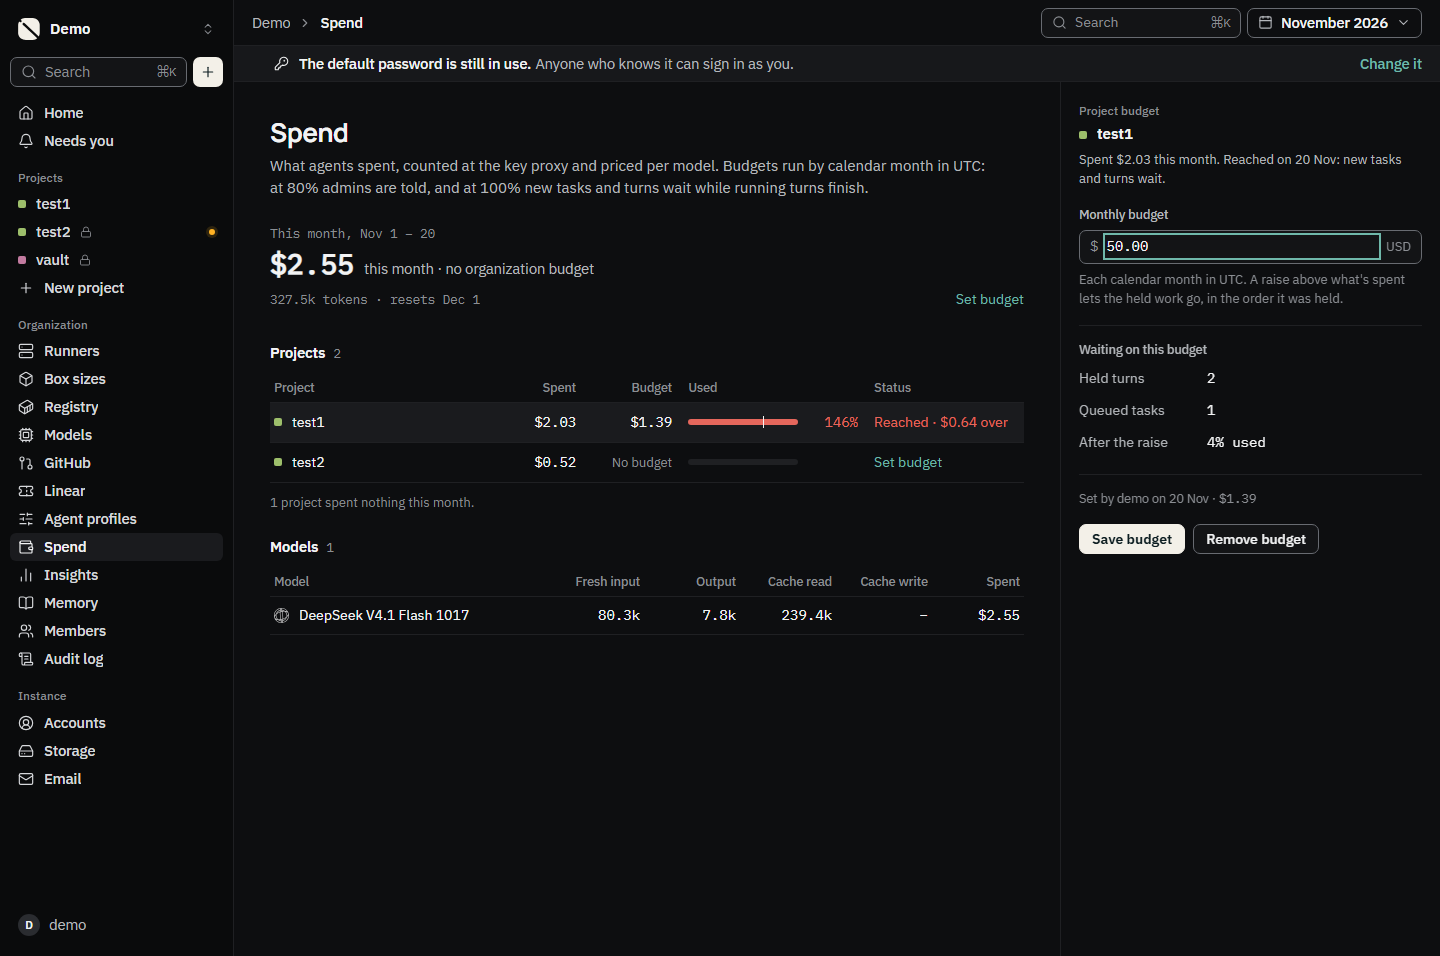 Demo
Search ⌘K
+
Home
Needs you
Projects
test1
test2
vault
New project
Organization
Runners
Box sizes
Registry
Models
GitHub
Linear
Agent profiles
Spend
Insights
Memory
Members
Audit log
Instance
Accounts
Storage
Email
D demo
Demo > Spend
Search ⌘K
November 2026
The default password is still in use. Anyone who knows it can sign in as you.
Change it
Spend
What agents spent, counted at the key proxy and priced per model. Budgets run by calendar month in UTC:
at 80% admins are told, and at 100% new tasks and turns wait while running turns finish.
This month, Nov 1 – 20
$2.55 this month · no organization budget
327.5k tokens · resets Dec 1
Set budget
Projects 2
Project Spent Budget Used Status
test1 $2.03 $1.39 146% Reached · $0.64 over
test2 $0.52 No budget Set budget
1 project spent nothing this month.
Models 1
Model Fresh input Output Cache read Cache write Spent
DeepSeek V4.1 Flash 1017 80.3k 7.8k 239.4k – $2.55
Project budget
test1
Spent $2.03 this month. Reached on 20 Nov: new tasks
and turns wait.
Monthly budget
$ 50.00 USD
Each calendar month in UTC. A raise above what's spent
lets the held work go, in the order it was held.
Waiting on this budget
Held turns 2
Queued tasks 1
After the raise 4% used
Set by demo on 20 Nov · $1.39
Save budget
Remove budget